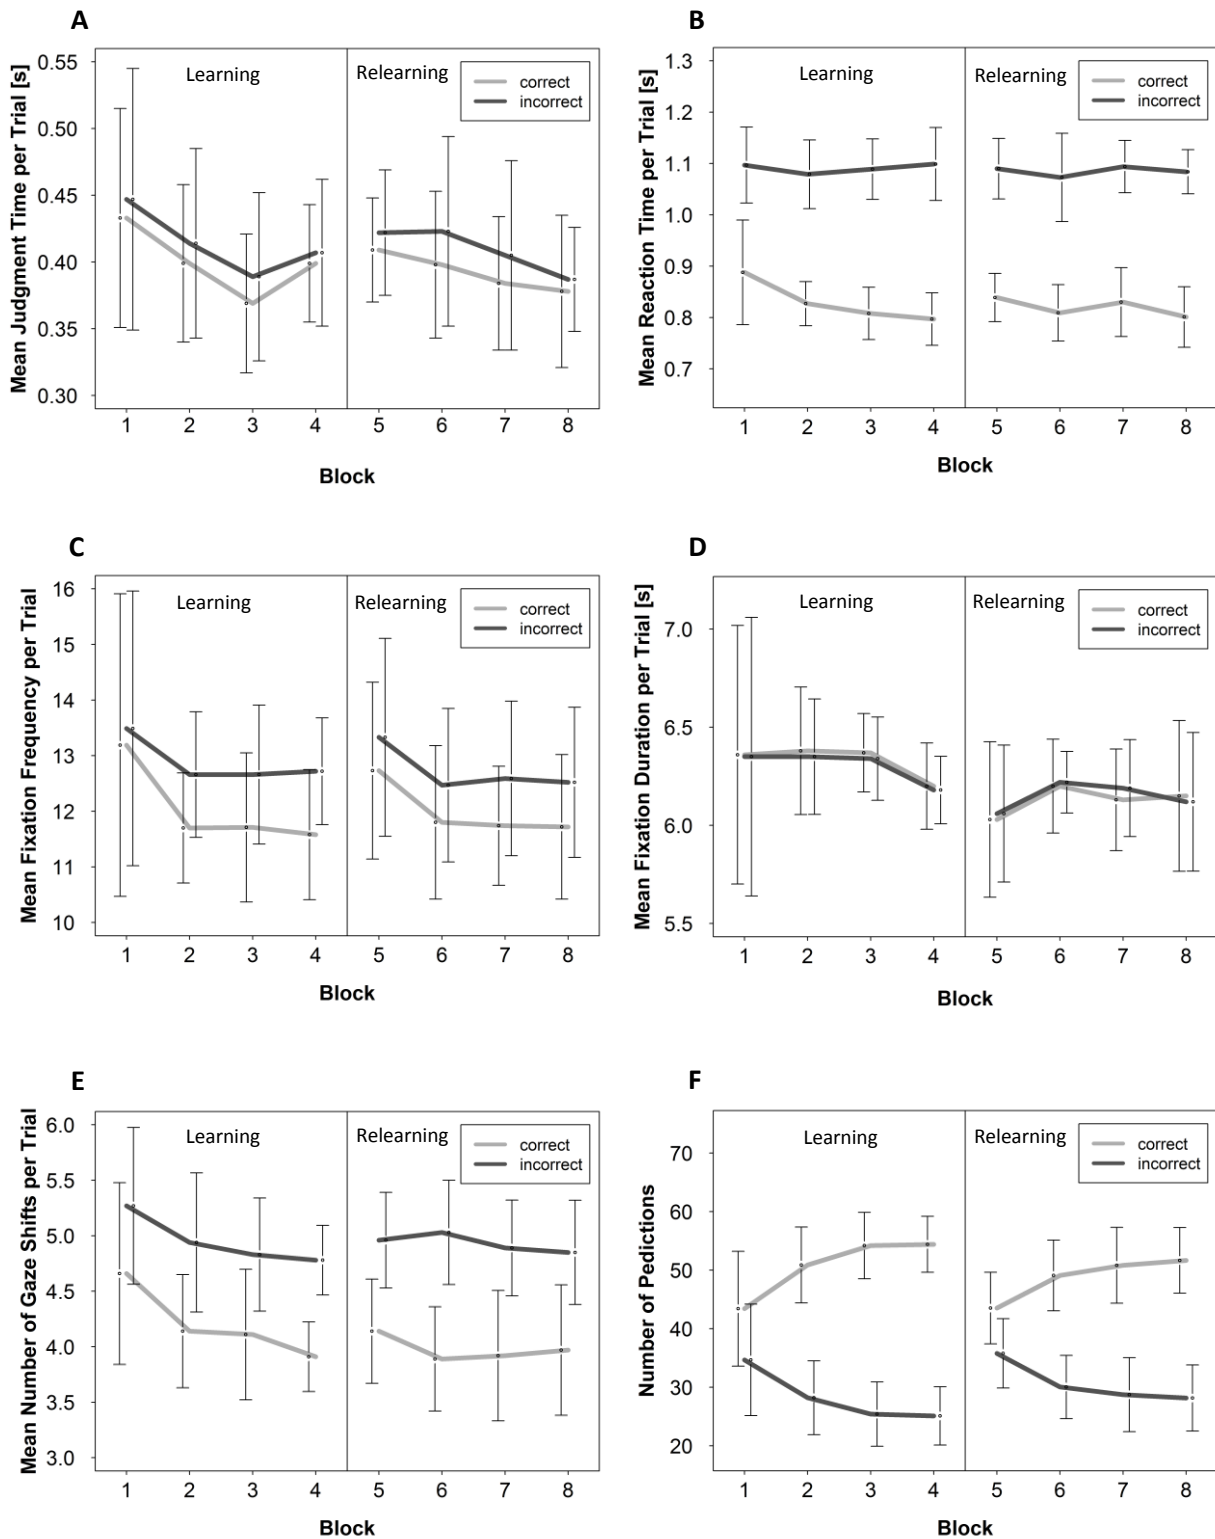 A
Mean Judgment Time per Trial [s]
0.55
0.50
0.45
0.40
0.35
0.30
Learning
Relearning
correct
incorrect
1 2 3 4 5 6 7 8
Block
B
Mean Reaction Time per Trial [s]
1.3
1.2
1.1
1.0
0.9
0.8
0.7
Learning
Relearning
correct
incorrect
1 2 3 4 5 6 7 8
Block
C
Mean Fixation Frequency per Trial
16
15
14
13
12
11
10
Learning
Relearning
correct
incorrect
1 2 3 4 5 6 7 8
Block
D
Mean Fixation Duration per Trial [s]
7.0
6.5
6.0
5.5
Learning
Relearning
correct
incorrect
1 2 3 4 5 6 7 8
Block
E
Mean Number of Gaze Shifts per Trial
6.0
5.5
5.0
4.5
4.0
3.5
3.0
Learning
Relearning
correct
incorrect
1 2 3 4 5 6 7 8
Block
F
Number of Pedictions
70
60
50
40
30
20
Learning
Relearning
correct
incorrect
1 2 3 4 5 6 7 8
Block